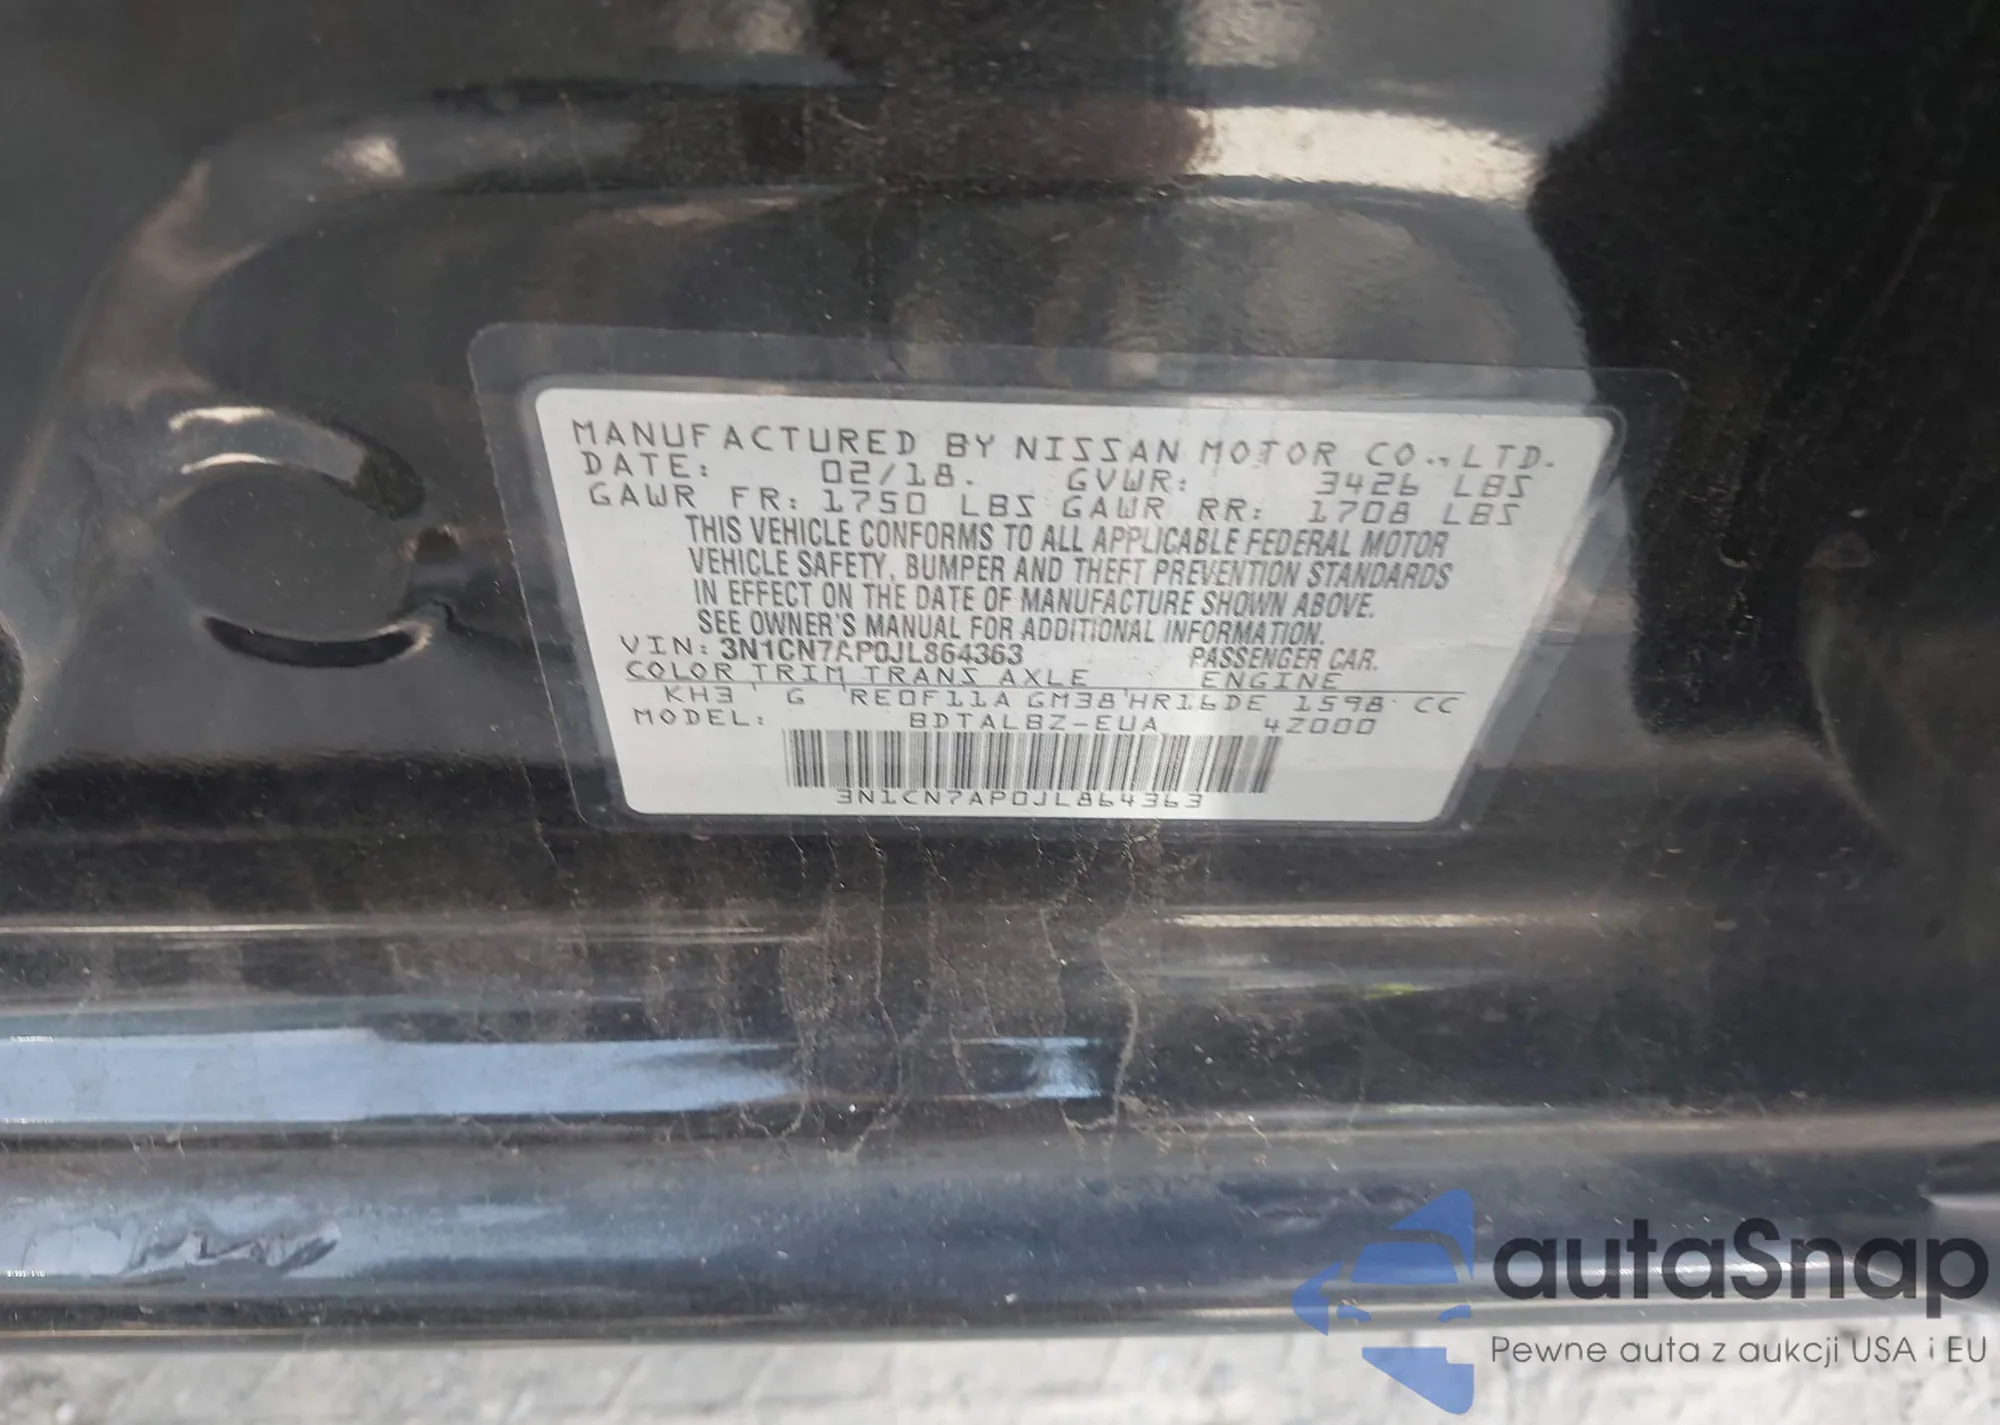 MANUFACTURED BY NISSAN MOTOR CO., LTD.
DATE: 02/18. GVWR: 3426 LBS
GAWR FR: 1750 LBS GAWR RR: 1708 LBS
THIS VEHICLE CONFORMS TO ALL APPLICABLE FEDERAL MOTOR
VEHICLE SAFETY, BUMPER AND THEFT PREVENTION STANDARDS
IN EFFECT ON THE DATE OF MANUFACTURE SHOWN ABOVE.
SEE OWNER'S MANUAL FOR ADDITIONAL INFORMATION.
VIN: 3N1CN7AP0JL864363 PASSENGER CAR.
COLOR TRIM TRANS AXLE ENGINE
KH3 G RE0F11A GM38 HR16DE 1598 CC
MODEL: BDTALBZ-EUA 4Z000
3N1CN7AP0JL864363
autaSnap
Pewne auta z aukcji USA i EU